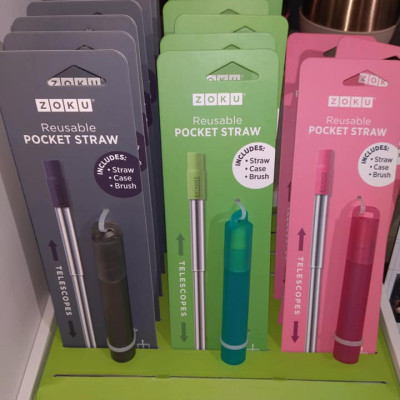 ZOKU
Reusable
POCKET STRAW
INCLUDES:
• Straw
• Case
• Brush
TELESCOPES
ZOKU
Reusable
POCKET STRAW
INCLUDES:
• Straw
• Case
• Brush
TELESCOPES
ZOKU
Reusable
POCKET STRAW
INCLUDES:
• Straw
• Case
• Brush
TELESCOPES